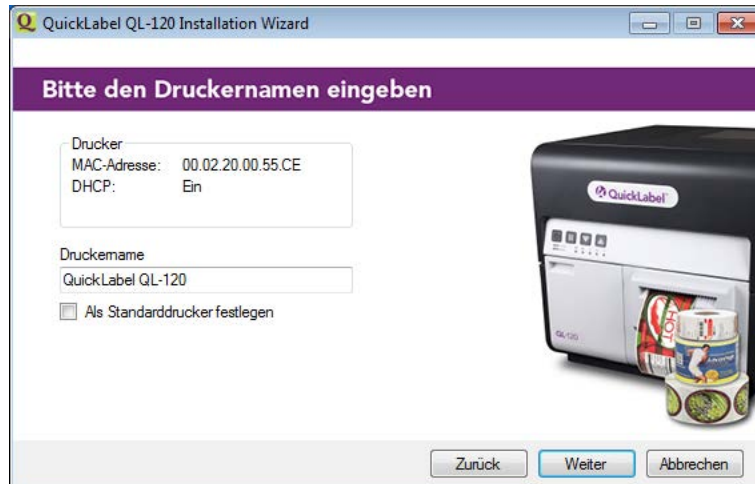 QuickLabel QL-120 Installation Wizard
Bitte den Druckernamen eingeben
Drucker
MAC-Adresse: 00.02.20.00.55.CE
DHCP: Ein
Druckername
QuickLabel QL-120
Als Standarddrucker festlegen
QuickLabel
QL-120
HOT
Zurück Weiter Abbrechen